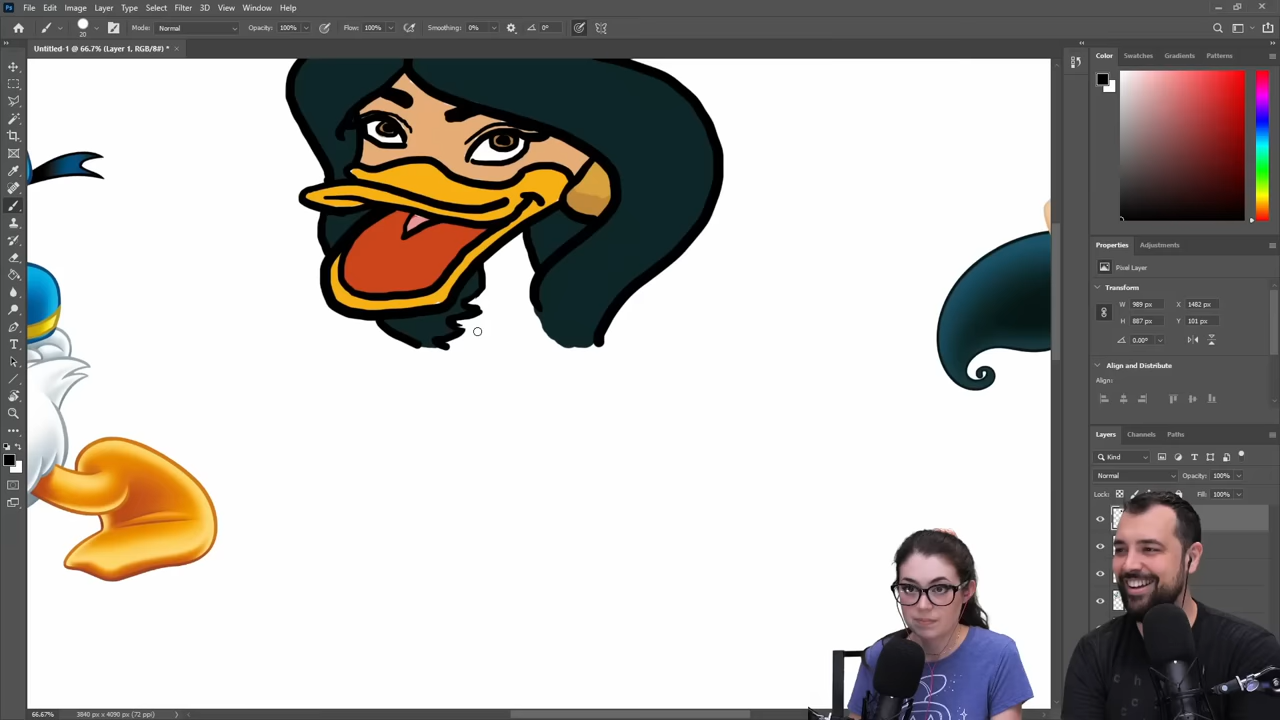 File Edit Image Layer Type Select Filter 3D View Window Help
20 Mode: Normal Opacity: 100% Flow: 100% Smoothing: 0% 0°
Untitled-1 @ 66.7% (Layer 1, RGB/8#) * ×
Color Swatches Gradients Patterns
Properties Adjustments
Pixel Layer
Transform
W 989 px X 1482 px
H 887 px Y 101 px
0.00°
Align and Distribute
Align:
Layers Channels Paths
Kind
Normal Opacity: 100%
Lock: Fill: 100%
66.67% 3840 px x 4090 px (72 ppi)